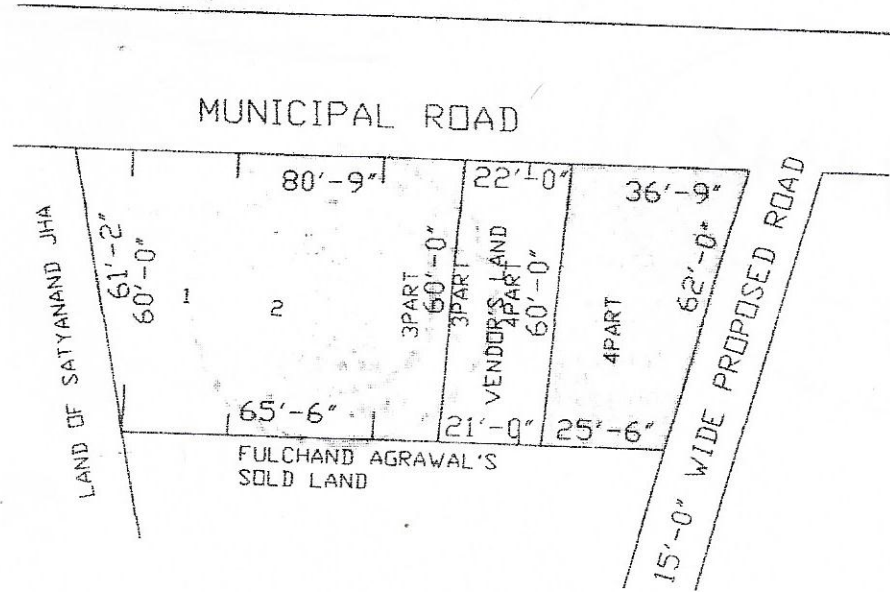 MUNICIPAL ROAD
80'-9"
22'-0"
36'-9"
LAND OF SATYANAND JHA
61'-2"
60'-0"
1
2
3PART
60'-0"
3PART
VENDOR'S LAND
4PART
60'-0"
4PART
62'-0"
15'-0" WIDE PROPOSED ROAD
65'-6"
21'-0"
25'-6"
FULCHAND AGRAWAL'S
SOLD LAND